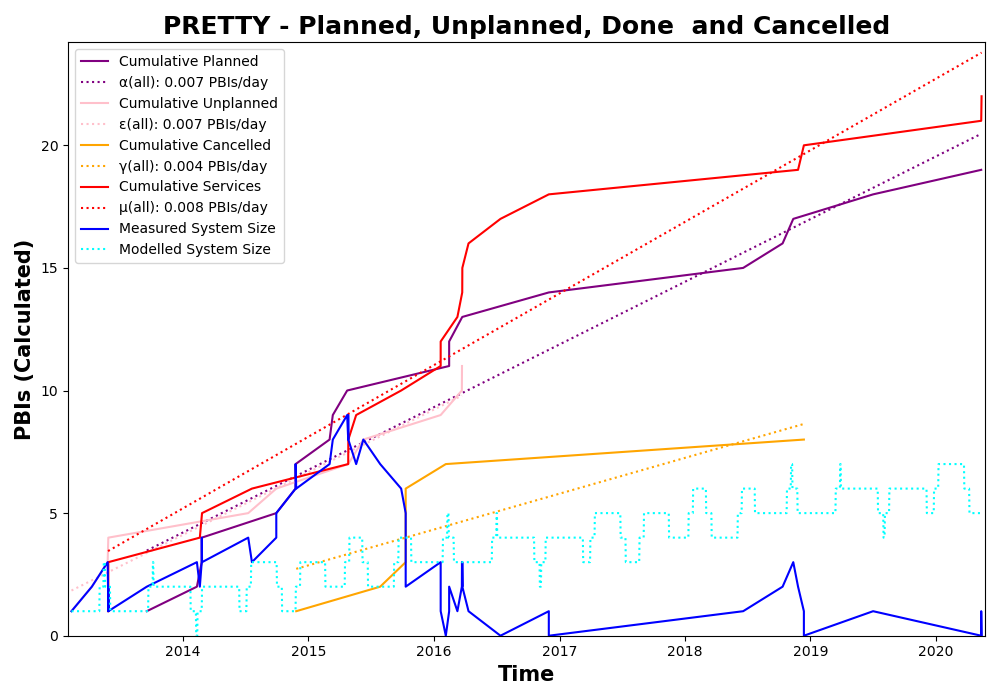 PRETTY - Planned, Unplanned, Done  and Cancelled
Cumulative Planned
α(all): 0.007 PBIs/day
Cumulative Unplanned
ε(all): 0.007 PBIs/day
Cumulative Cancelled
γ(all): 0.004 PBIs/day
Cumulative Services
μ(all): 0.008 PBIs/day
Measured System Size
Modelled System Size
PBIs (Calculated)
20
15
10
5
0
2014 2015 2016 2017 2018 2019 2020
Time